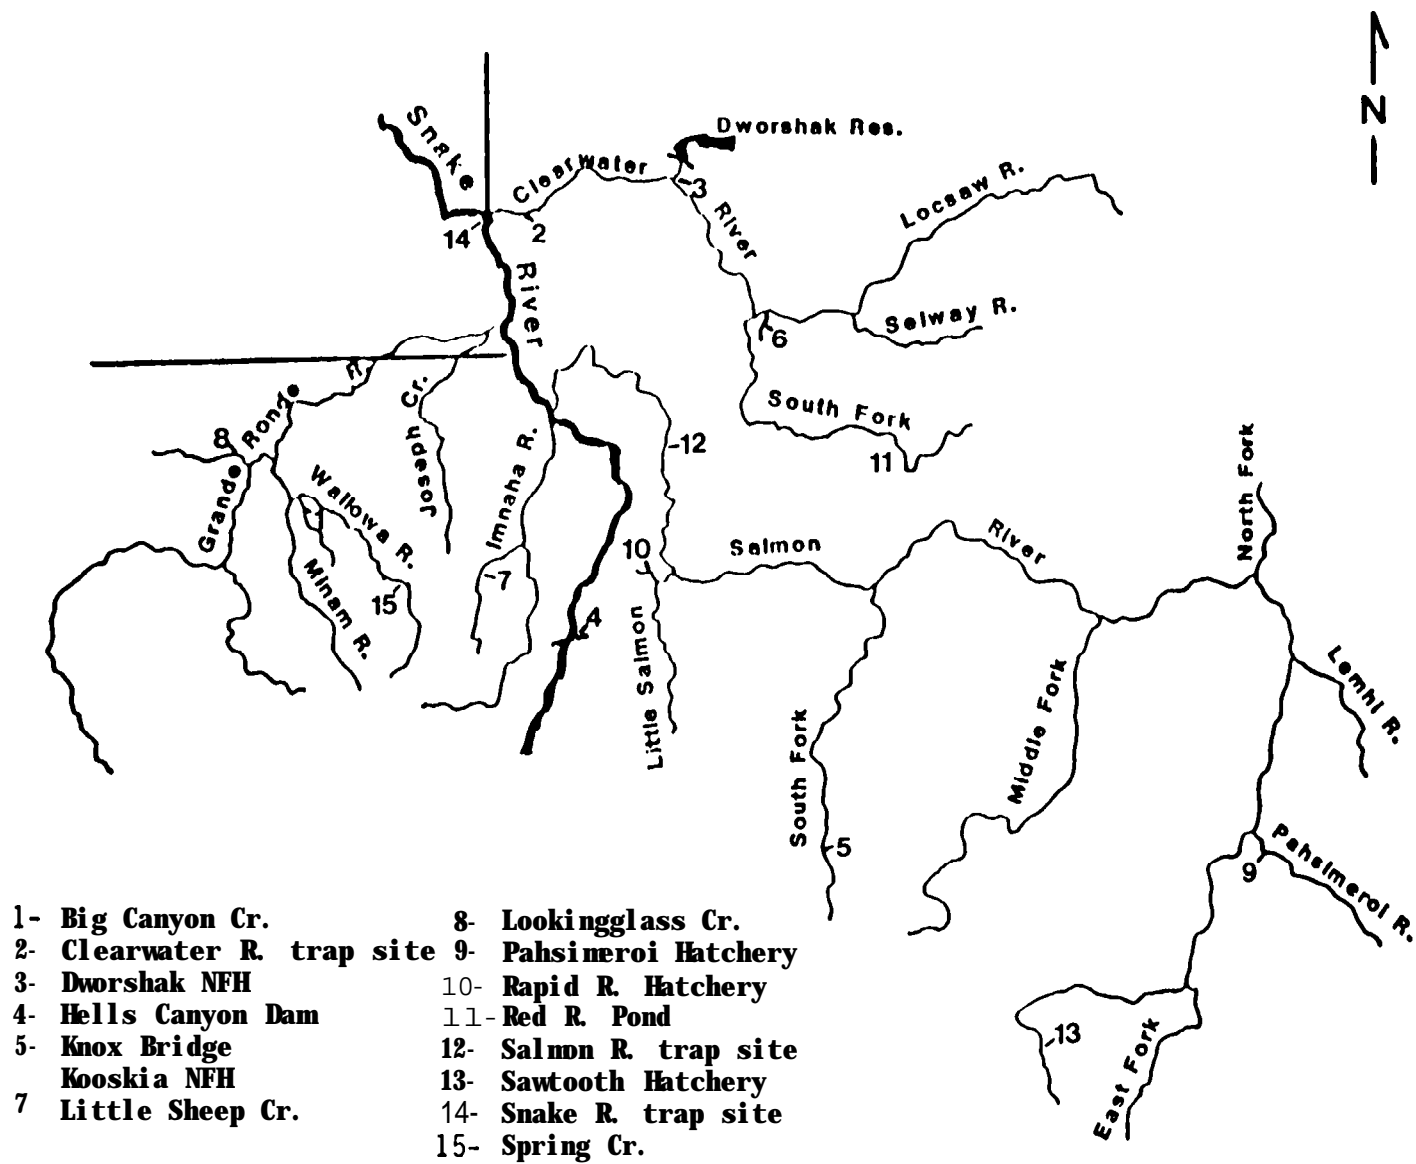 N
Snake
River
Dworshak Res.
Clearwater
River
3
14
2
Locsaw R.
Selway R.
6
South Fork
11
Grande Ronde R.
8
Josephi Cr.
Wallowa R.
Minam R.
15
Imnaha R.
7
4
12
10
Salmon
River
Little Salmon
South Fork
5
Middle Fork
North Fork
Lemhi R.
Pahsimeroi R.
9
13
East Fork
1- Big Canyon Cr.
2- Clearwater R. trap site
3- Dworshak NFH
4- Hells Canyon Dam
5- Knox Bridge
Kooskia NFH
7 Little Sheep Cr.
8- Lookingglass Cr.
9- Pahsimeroi Hatchery
10- Rapid R. Hatchery
11- Red R. Pond
12- Salmon R. trap site
13- Sawtooth Hatchery
14- Snake R. trap site
15- Spring Cr.